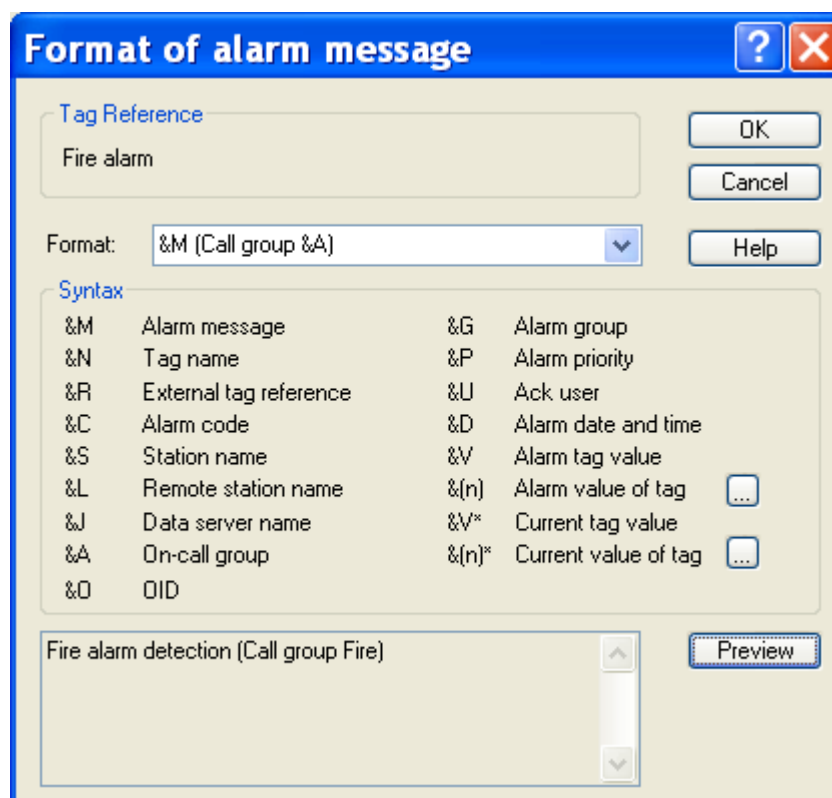 Format of alarm message
Tag Reference
Fire alarm
OK
Cancel
Format: &M (Call group &A)
Help
Syntax
&M Alarm message &G Alarm group
&N Tag name &P Alarm priority
&R External tag reference &U Ack user
&C Alarm code &D Alarm date and time
&S Station name &V Alarm tag value
&L Remote station name &(n) Alarm value of tag ...
&J Data server name &V* Current tag value
&A On-call group &(n)* Current value of tag ...
&O OID
Fire alarm detection (Call group Fire)
Preview